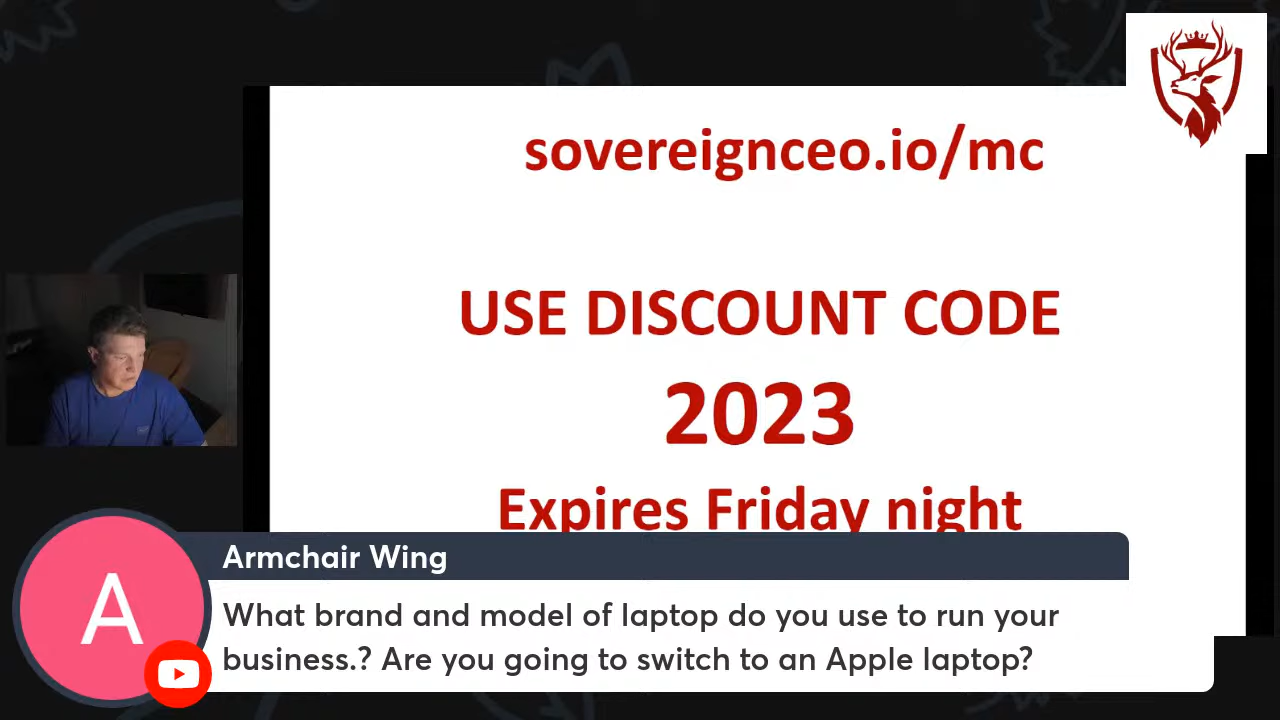 sovereignceo.io/mc
USE DISCOUNT CODE
2023
Expires Friday night
Armchair Wing
A
What brand and model of laptop do you use to run your
business.? Are you going to switch to an Apple laptop?